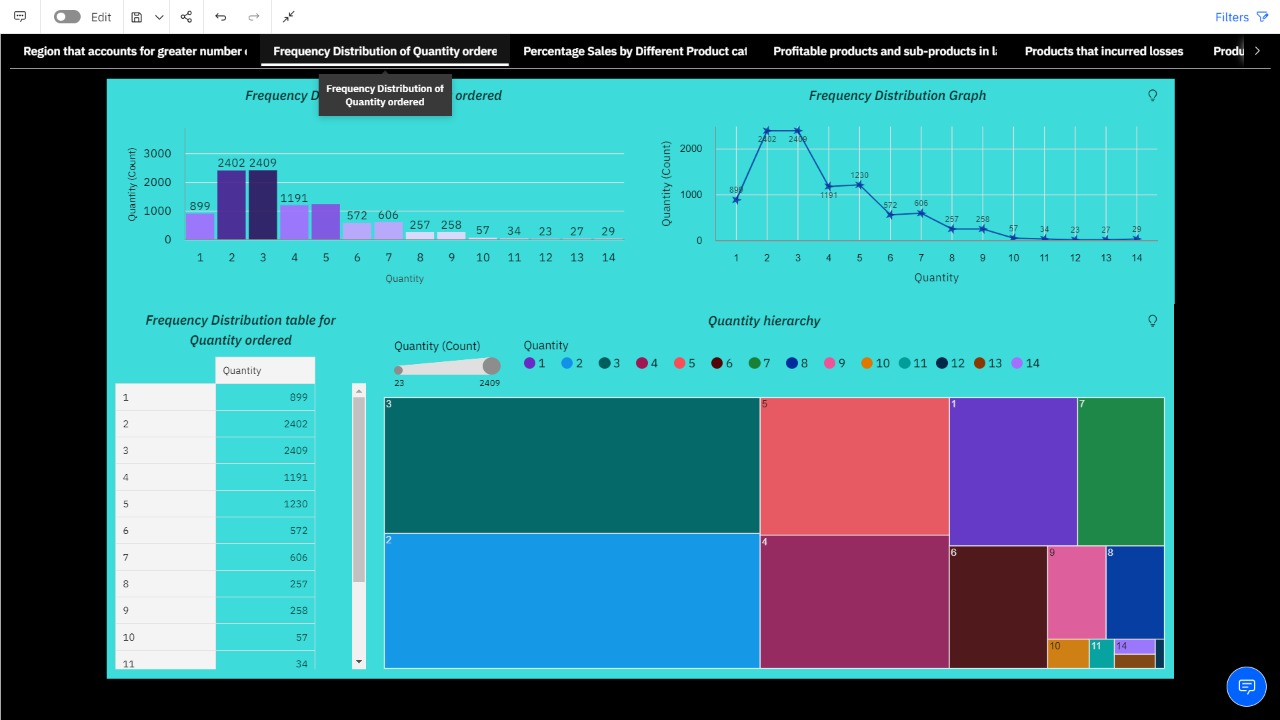 Edit
Filters
Region that accounts for greater number
Frequency Distribution of Quantity ordere
Percentage Sales by Different Product cat
Profitable products and sub-products in
Products that incurred losses
Produ
Frequency Distribution of
Quantity ordered
Frequency D
ordered
3000
2000
1000
0
Quantity (Count)
899
2402
2409
1191
572
606
257
258
57
34
23
27
29
1 2 3 4 5 6 7 8 9 10 11 12 13 14
Quantity
Frequency Distribution Graph
2000
1000
0
Quantity (Count)
899
2402
2409
1191
1230
572
606
257
258
57
34
23
27
29
1 2 3 4 5 6 7 8 9 10 11 12 13 14
Quantity
Frequency Distribution table for
Quantity ordered
Quantity
1 899
2 2402
3 2409
4 1191
5 1230
6 572
7 606
8 257
9 258
10 57
11 34
Quantity hierarchy
Quantity (Count)
23 2409
Quantity
1 2 3 4 5 6 7 8 9 10 11 12 13 14
3
5
1
7
2
4
6
9
8
10
11
14